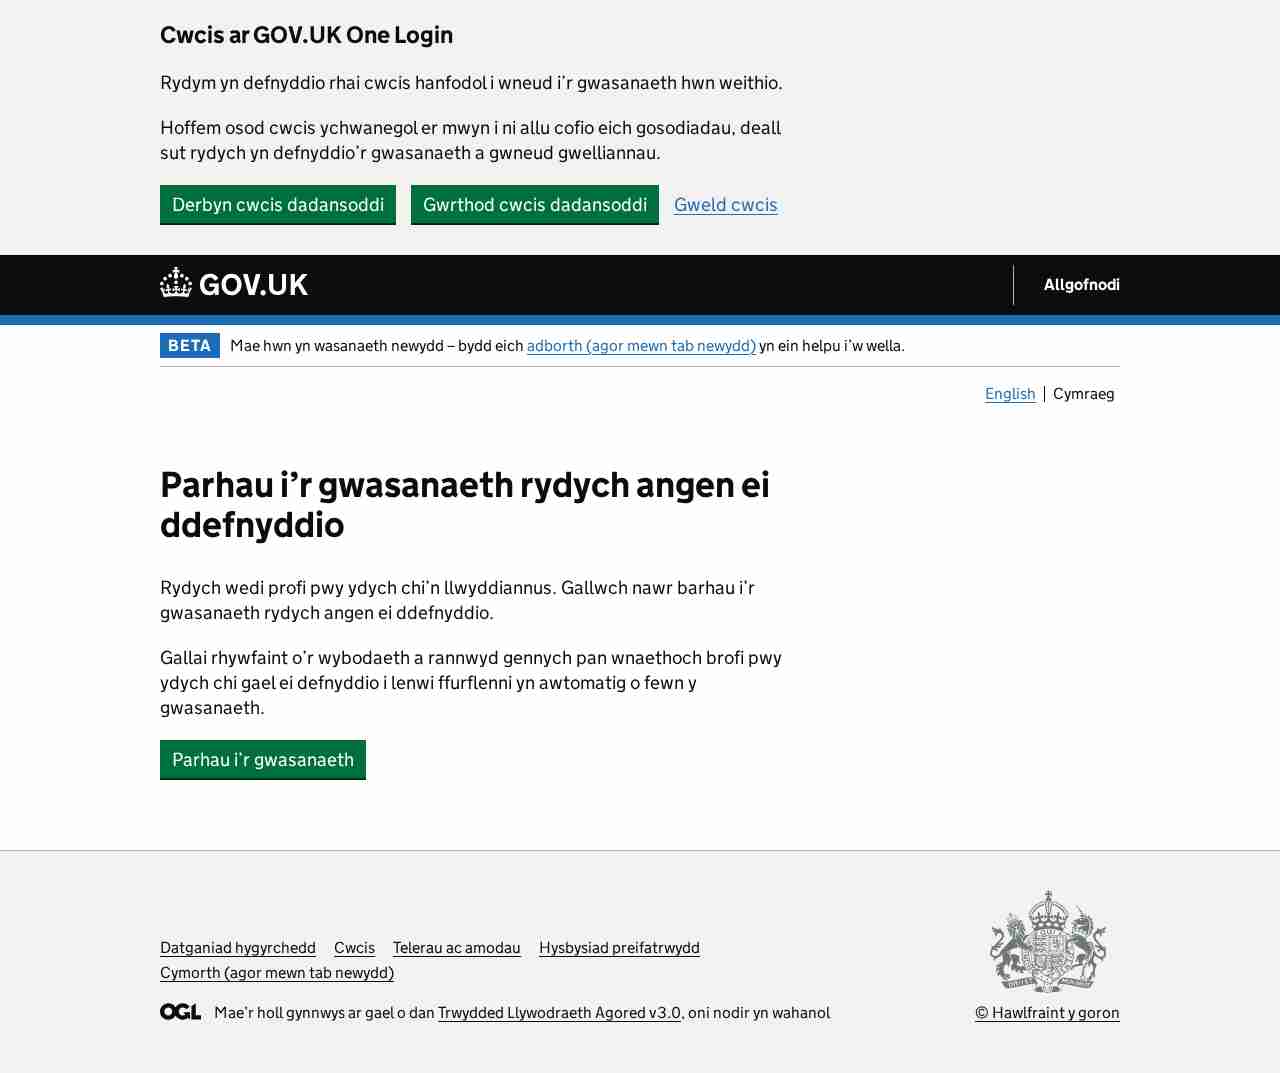 Cwcis ar GOV.UK One Login
Rydym yn defnyddio rhai cwcis hanfodol i wneud i’r gwasanaeth hwn weithio.
Hoffem osod cwcis ychwanegol er mwyn i ni allu cofio eich gosodiadau, deall
sut rydych yn defnyddio’r gwasanaeth a gwneud gwelliannau.
Derbyn cwcis dadansoddi Gwrthod cwcis dadansoddi Gweld cwcis
GOV.UK Allgofnodi
BETA Mae hwn yn wasanaeth newydd – bydd eich adborth (agor mewn tab newydd) yn ein helpu i’w wella.
English Cymraeg
Parhau i’r gwasanaeth rydych angen ei
ddefnyddio
Rydych wedi profi pwy ydych chi’n llwyddiannus. Gallwch nawr barhau i’r
gwasanaeth rydych angen ei ddefnyddio.
Gallai rhywfaint o’r wybodaeth a rannwyd gennych pan wnaethoch brofi pwy
ydych chi gael ei defnyddio i lenwi ffurflenni yn awtomatig o fewn y
gwasanaeth.
Parhau i’r gwasanaeth
Datganiad hygyrchedd Cwcis Telerau ac amodau Hysbysiad preifatrwydd
Cymorth (agor mewn tab newydd)
OGL Mae’r holl gynnwys ar gael o dan Trwydded Llywodraeth Agored v3.0, oni nodir yn wahanol
© Hawlfraint y goron